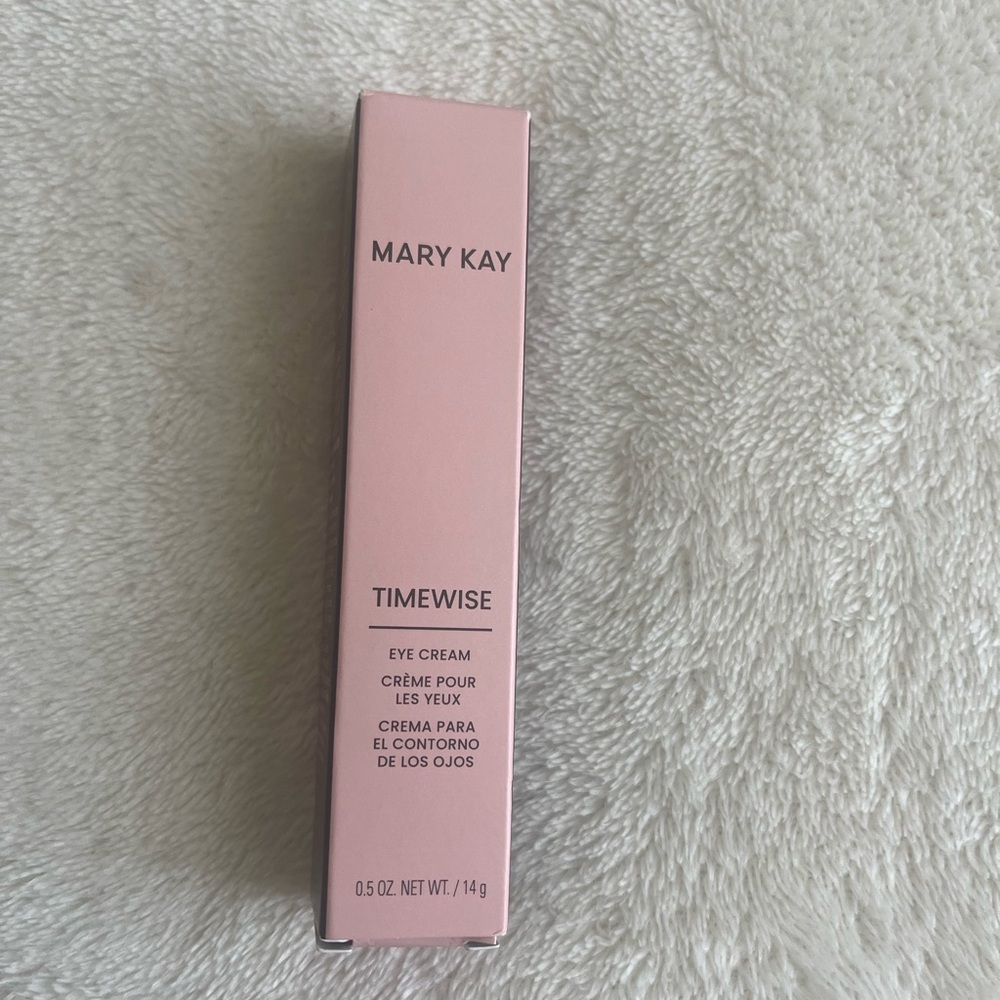 MARY KAY
TIMEWISE
EYE CREAM
CRÈME POUR
LES YEUX
CREMA PARA
EL CONTORNO
DE LOS OJOS
0.5 OZ. NET WT. / 14 g